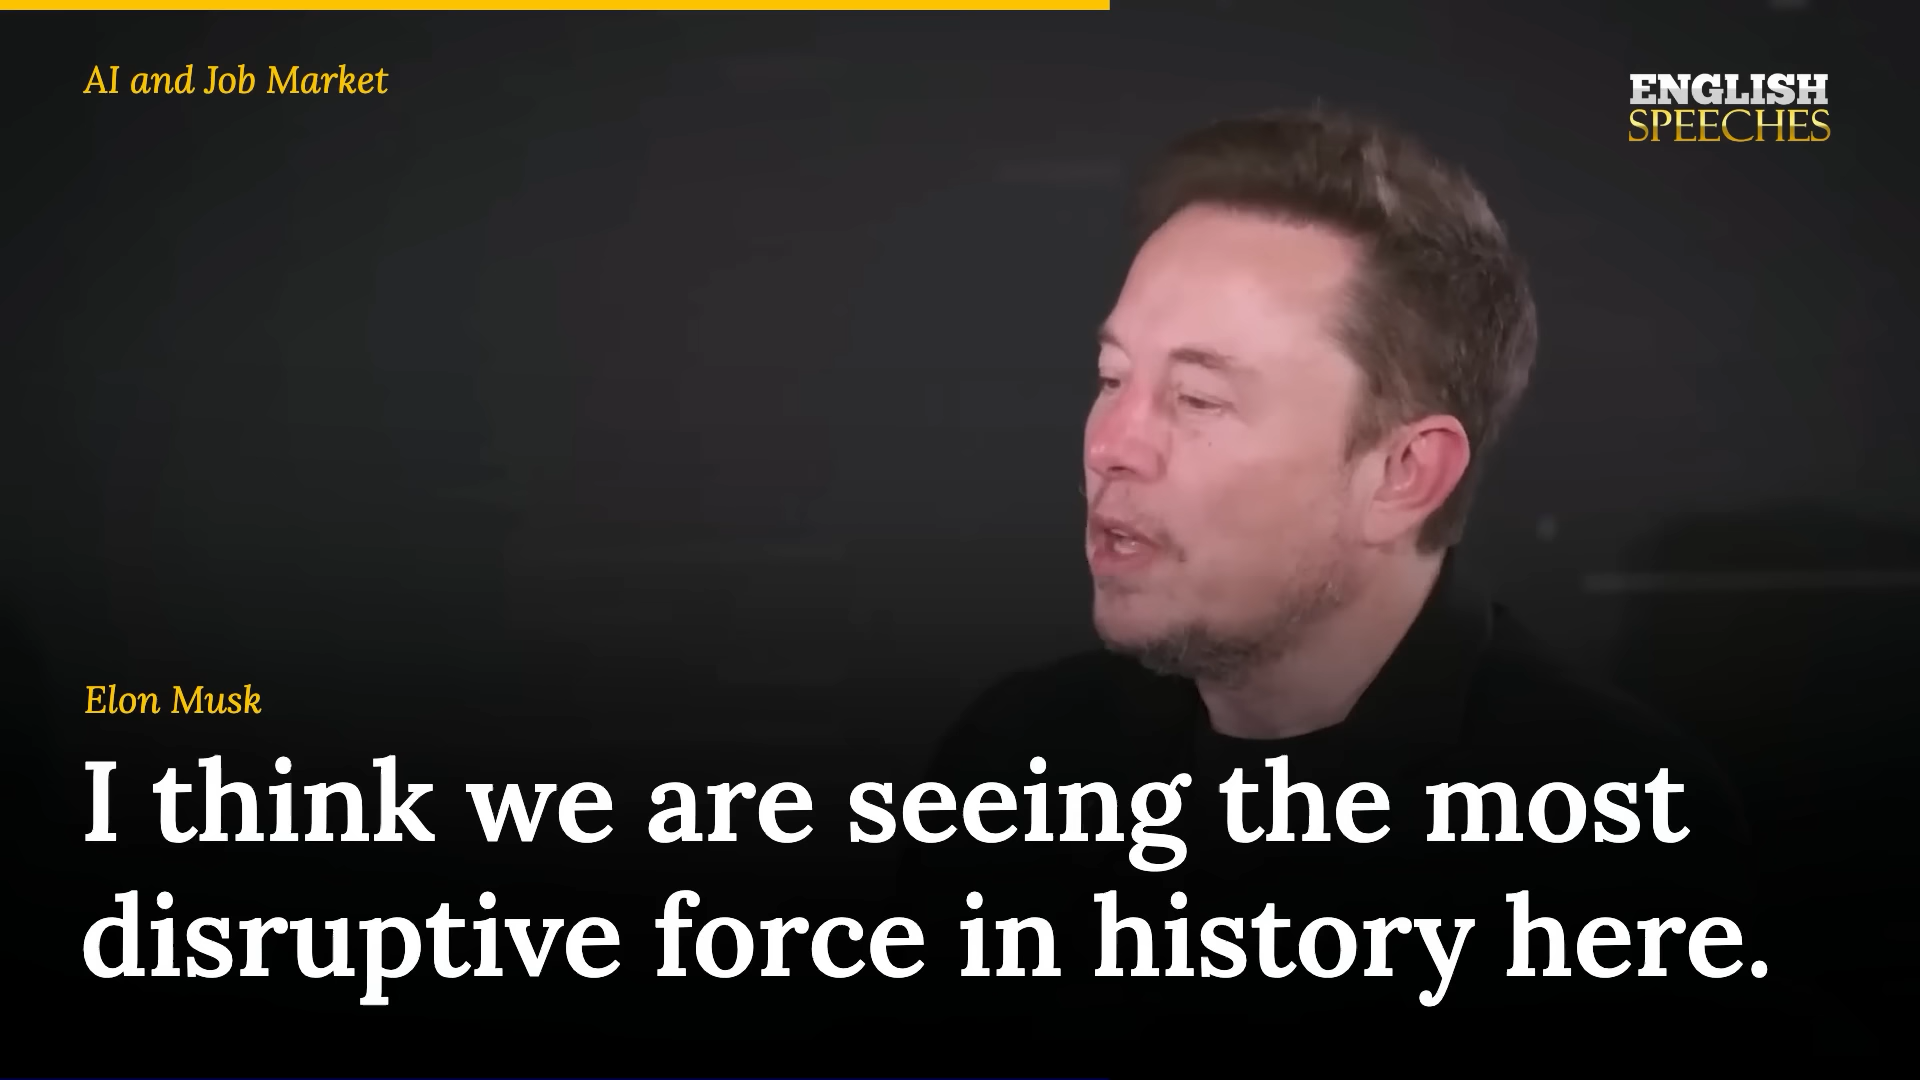 AI and Job Market
ENGLISH
SPEECHES
Elon Musk
I think we are seeing the most
disruptive force in history here.